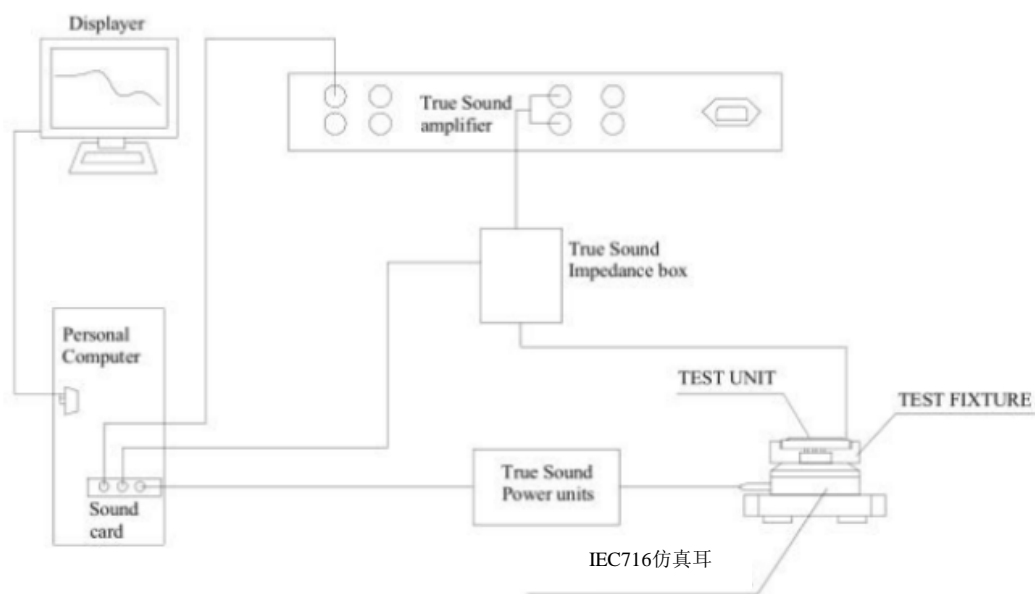 Displayer
True Sound
amplifier
True Sound
Impedance box
Personal
Computer
TEST UNIT
TEST FIXTURE
True Sound
Power units
Sound
card
IEC716仿真耳